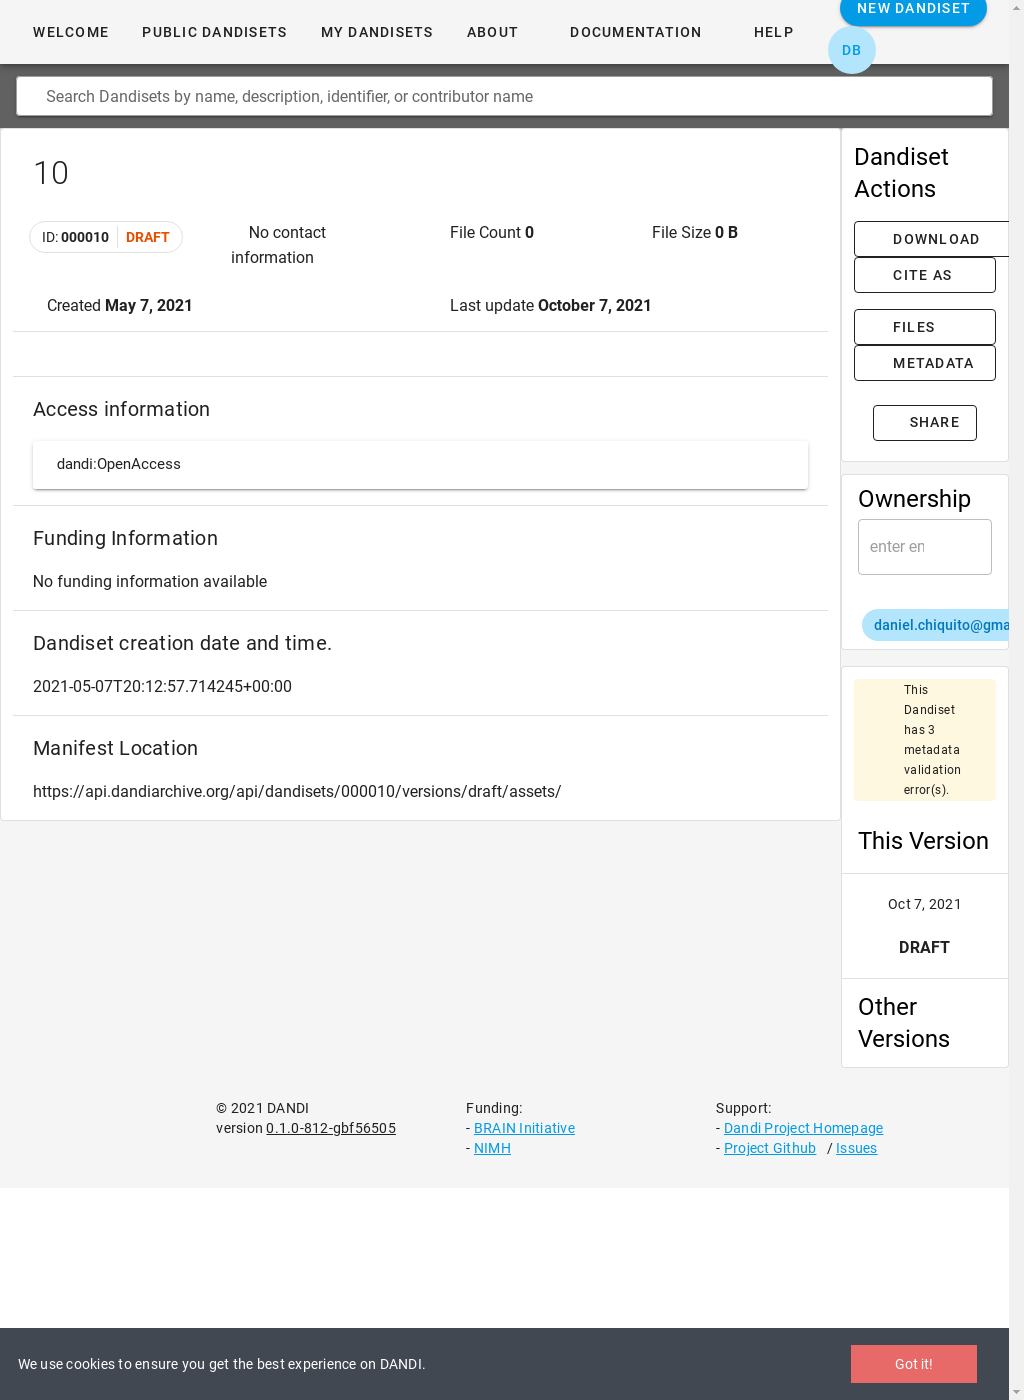 WELCOME PUBLIC DANDISETS MY DANDISETS ABOUT DOCUMENTATION HELP NEW DANDISET
DB
Search Dandisets by name, description, identifier, or contributor name
10
ID: 000010 DRAFT
No contact information
File Count 0
File Size 0 B
Created May 7, 2021
Last update October 7, 2021
Access information
dandi:OpenAccess
Funding Information
No funding information available
Dandiset creation date and time.
2021-05-07T20:12:57.714245+00:00
Manifest Location
https://api.dandiarchive.org/api/dandisets/000010/versions/draft/assets/
Dandiset
Actions
DOWNLOAD
CITE AS
FILES
METADATA
SHARE
Ownership
enter en
daniel.chiquito@gma
This
Dandiset
has 3
metadata
validation
error(s).
This Version
Oct 7, 2021
DRAFT
Other
Versions
© 2021 DANDI
version 0.1.0-812-gbf56505
Funding:
- BRAIN Initiative
- NIMH
Support:
- Dandi Project Homepage
- Project Github / Issues
We use cookies to ensure you get the best experience on DANDI.
Got it!